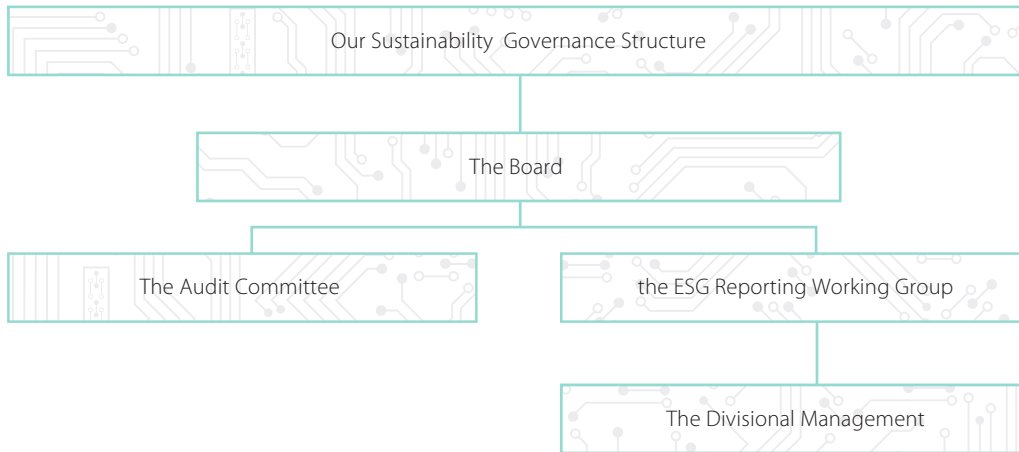 Our Sustainability Governance Structure
The Board
The Audit Committee
the ESG Reporting Working Group
The Divisional Management